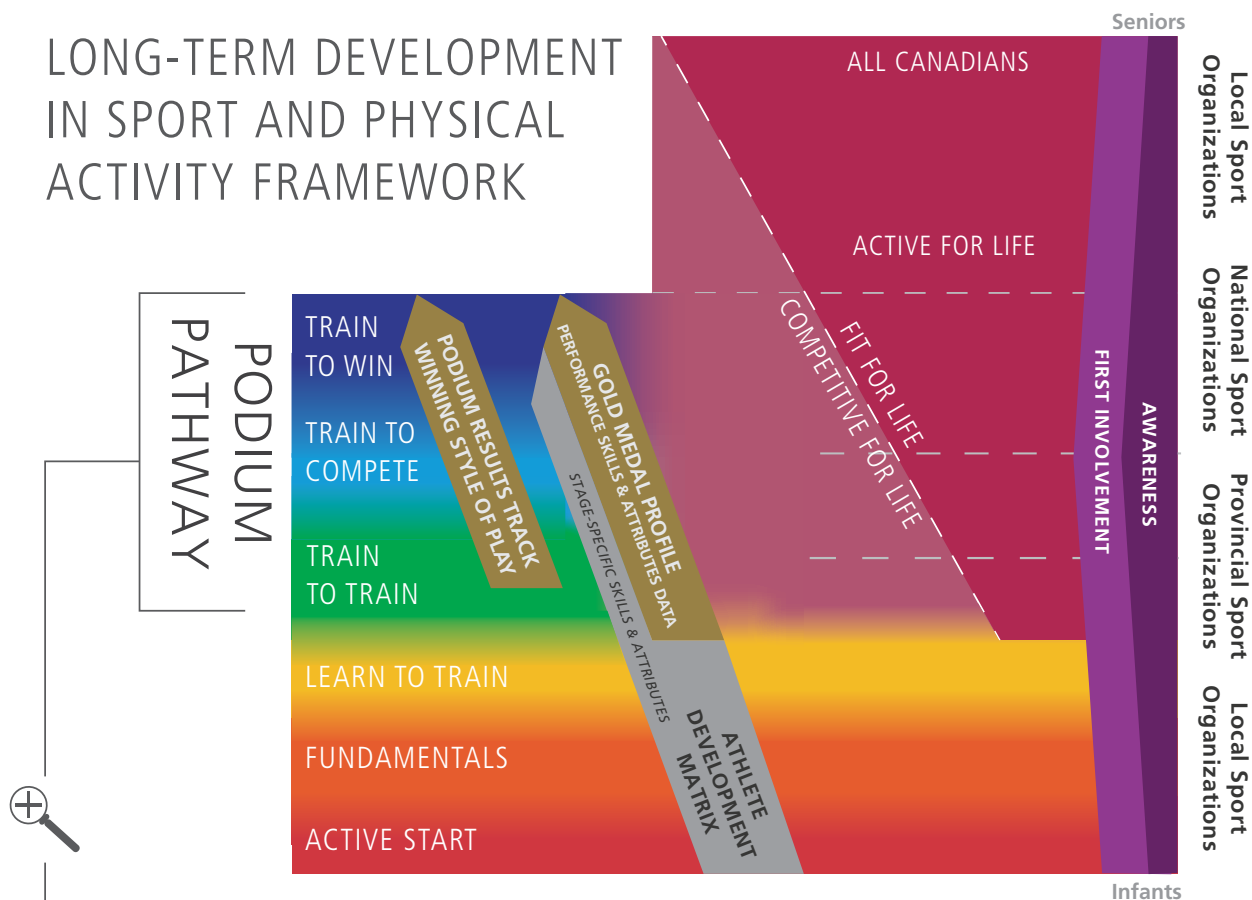 LONG-TERM DEVELOPMENT
IN SPORT AND PHYSICAL
ACTIVITY FRAMEWORK
Seniors
ALL CANADIANS
ACTIVE FOR LIFE
FIT FOR LIFE
COMPETITIVE FOR LIFE
PODIUM
PATHWAY
TRAIN
TO WIN
TRAIN TO
COMPETE
TRAIN
TO TRAIN
LEARN TO TRAIN
FUNDAMENTALS
ACTIVE START
PODIUM RESULTS TRACK
WINNING STYLE OF PLAY
GOLD MEDAL PROFILE
PERFORMANCE SKILLS & ATTRIBUTES DATA
STAGE-SPECIFIC SKILLS & ATTRIBUTES
ATHLETE
DEVELOPMENT
MATRIX
FIRST INVOLVEMENT
AWARENESS
Local Sport
Organizations
National Sport
Organizations
Provincial Sport
Organizations
Local Sport
Organizations
Infants